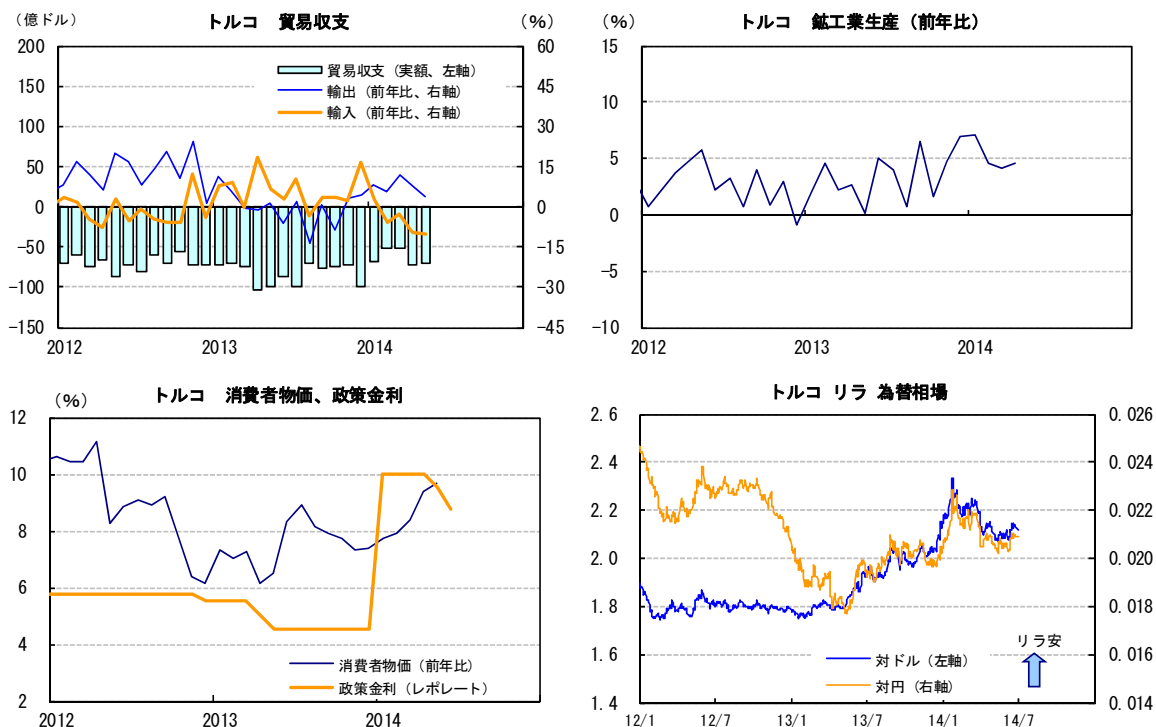 トルコ 貿易収支
（億ドル）
（%）
200
150
100
50
0
-50
-100
-150
60
45
30
15
0
-15
-30
-45
貿易収支（実額、左軸）
輸出（前年比、右軸）
輸入（前年比、右軸）
2012 2013 2014
トルコ 鉱工業生産（前年比）
（%）
15
10
5
0
-5
-10
2012 2013 2014
トルコ 消費者物価、政策金利
（%）
12
10
8
6
4
2
消費者物価（前年比）
政策金利（レポレート）
2012 2013 2014
トルコ リラ 為替相場
2.6
2.4
2.2
2.0
1.8
1.6
1.4
0.026
0.024
0.022
0.020
0.018
0.016
0.014
リラ安
対ドル（左軸）
対円（右軸）
12/1 12/7 13/1 13/7 14/1 14/7